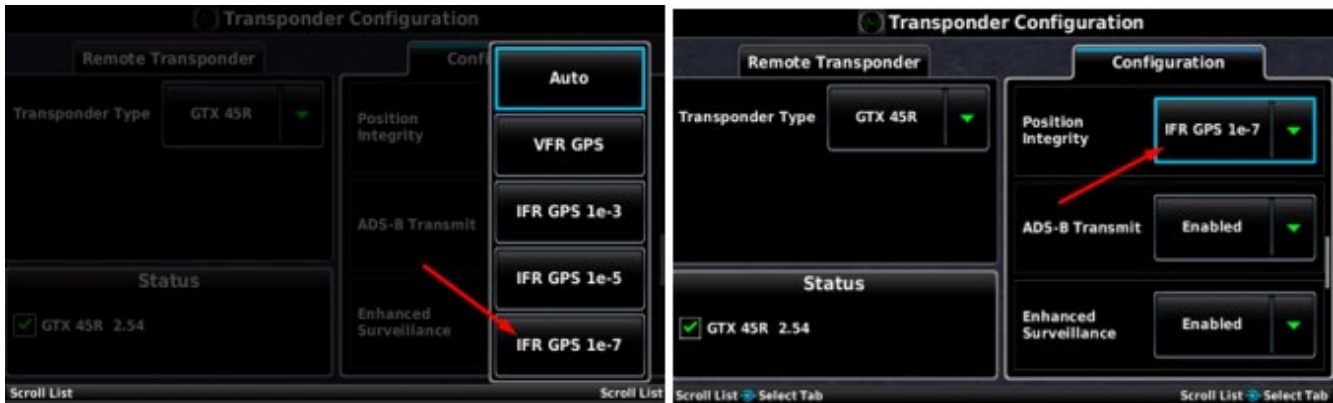 Transponder Configuration
Remote Transponder
Confi
Transponder Type
GTX 45R
Position
Integrity
ADS-B Transmit
Enhanced
Surveillance
Auto
VFR GPS
IFR GPS 1e-3
IFR GPS 1e-5
IFR GPS 1e-7
Status
GTX 45R 2.54
Scroll List
Scroll List
Transponder Configuration
Remote Transponder
Configuration
Transponder Type
GTX 45R
Position
Integrity
IFR GPS 1e-7
ADS-B Transmit
Enabled
Enhanced
Surveillance
Enabled
Status
GTX 45R 2.54
Scroll List Select Tab
Scroll List Select Tab